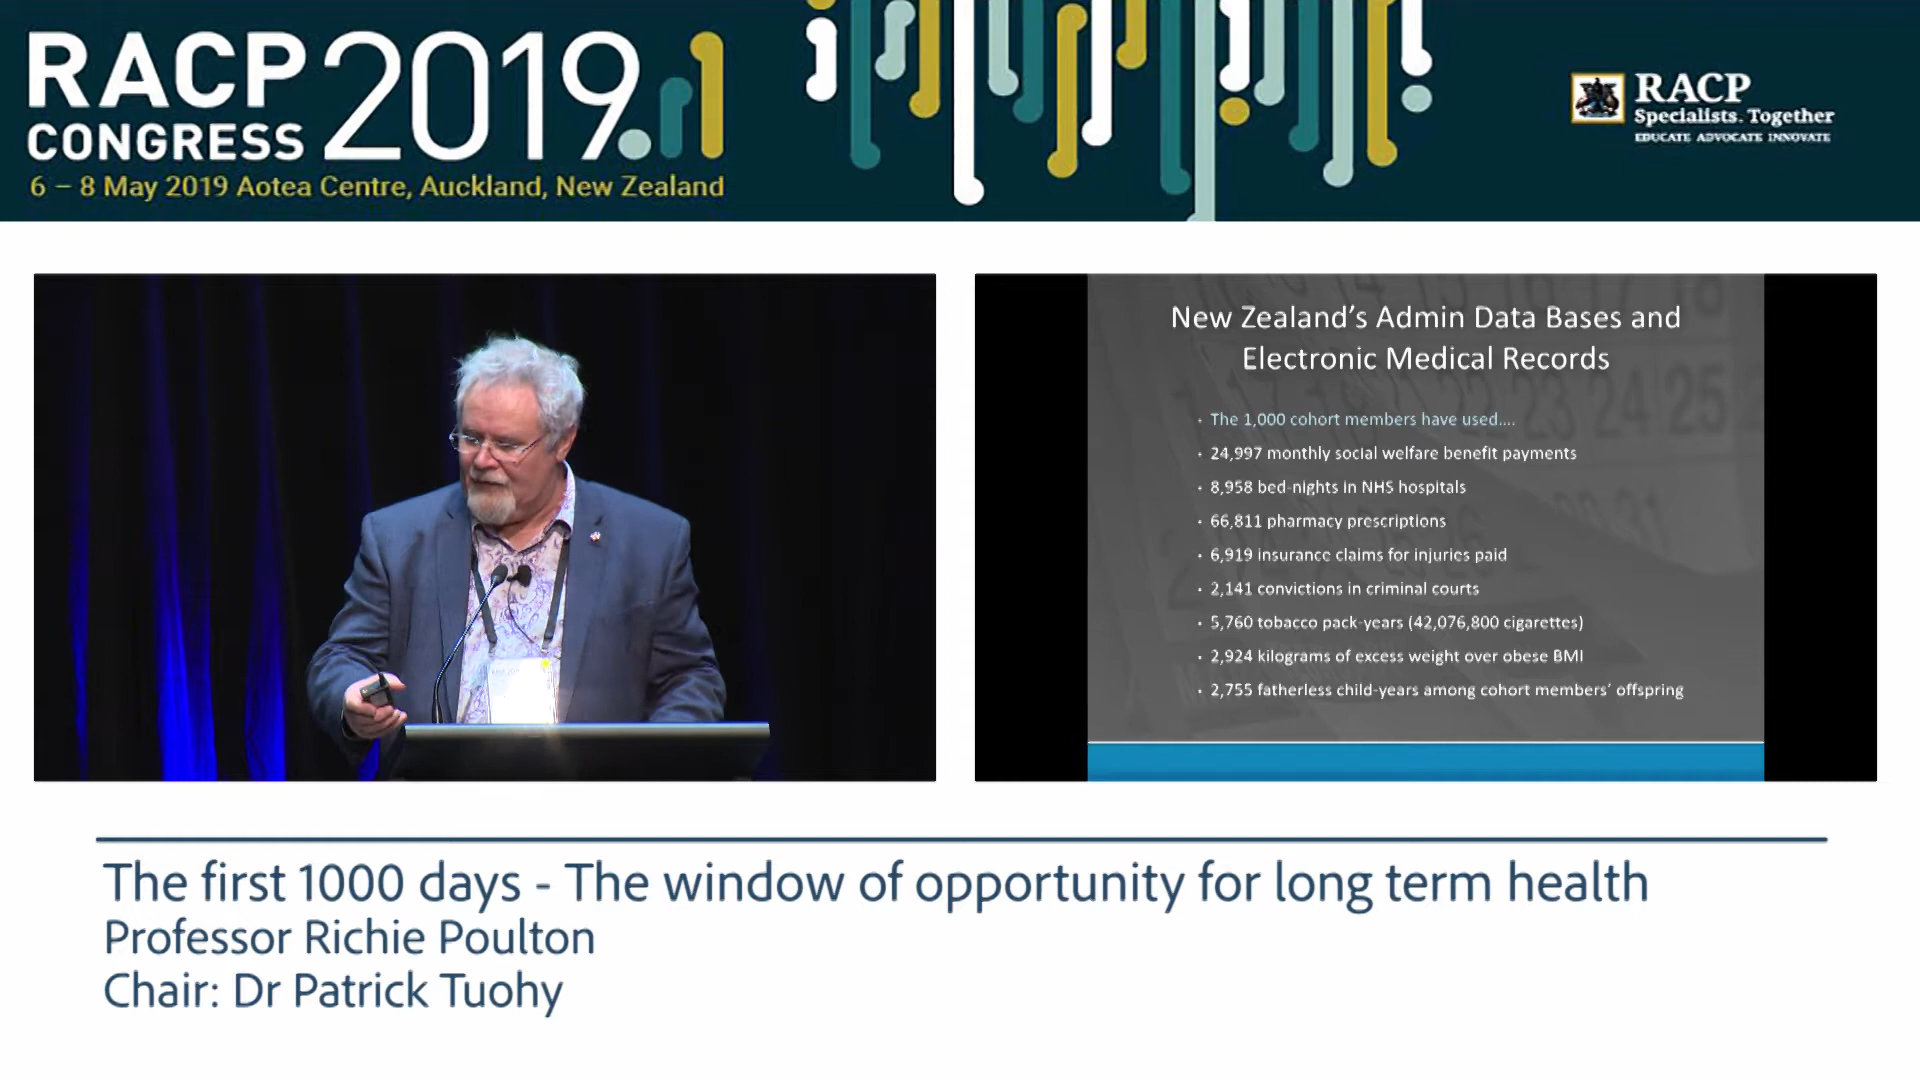 RACP
CONGRESS
2019
6 – 8 May 2019 Aotea Centre, Auckland, New Zealand
RACP
Specialists. Together
EDUCATE ADVOCATE INNOVATE
New Zealand's Admin Data Bases and
Electronic Medical Records
• The 1,000 cohort members have used....
• 24,997 monthly social welfare benefit payments
• 8,958 bed-nights in NHS hospitals
• 66,811 pharmacy prescriptions
• 6,919 insurance claims for injuries paid
• 2,141 convictions in criminal courts
• 5,760 tobacco pack-years (42,076,800 cigarettes)
• 2,924 kilograms of excess weight over obese BMI
• 2,755 fatherless child-years among cohort members' offspring
The first 1000 days - The window of opportunity for long term health
Professor Richie Poulton
Chair: Dr Patrick Tuohy